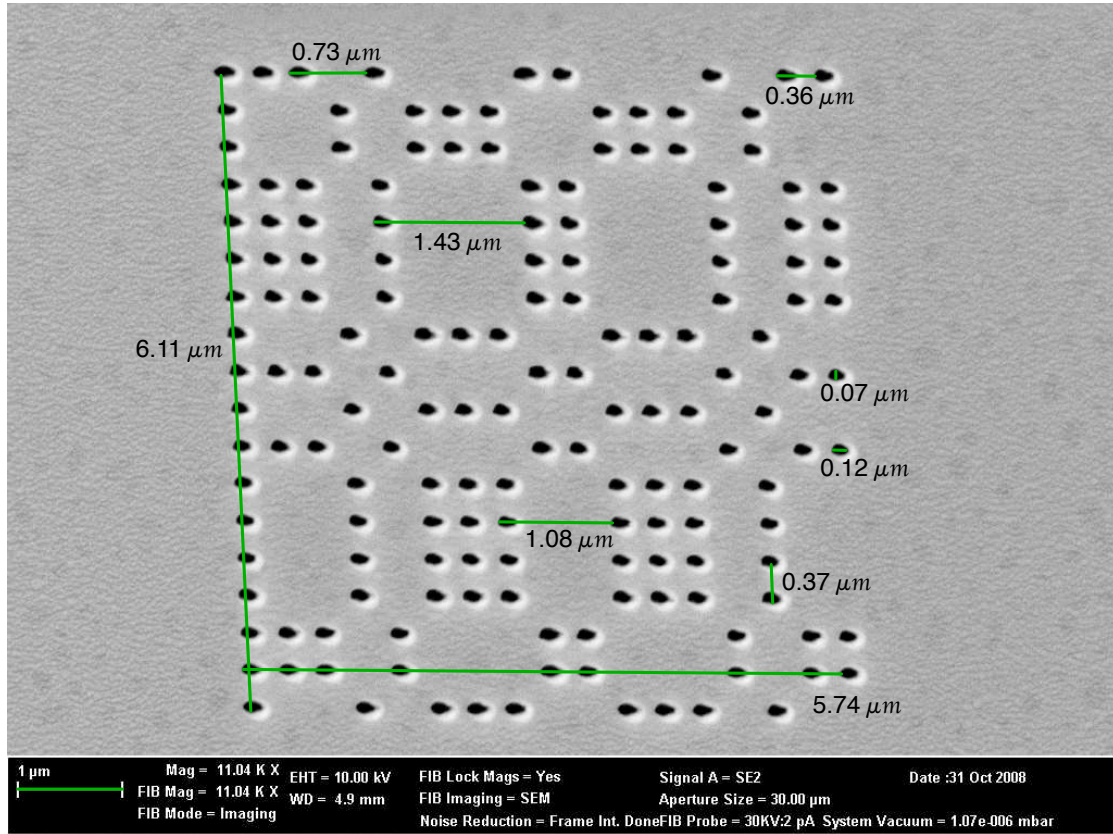 0.73 μm
0.36 μm
1.43 μm
6.11 μm
0.07 μm
0.12 μm
1.08 μm
0.37 μm
5.74 μm
1 μm
Mag = 11.04 K X
FIB Mag = 11.04 K X
FIB Mode = Imaging
EHT = 10.00 kV
WD = 4.9 mm
FIB Lock Mags = Yes
FIB Imaging = SEM
Noise Reduction = Frame Int. DoneFIB Probe = 30KV:2 pA System Vacuum = 1.07e-006 mbar
Signal A = SE2
Aperture Size = 30.00 μm
Date :31 Oct 2008